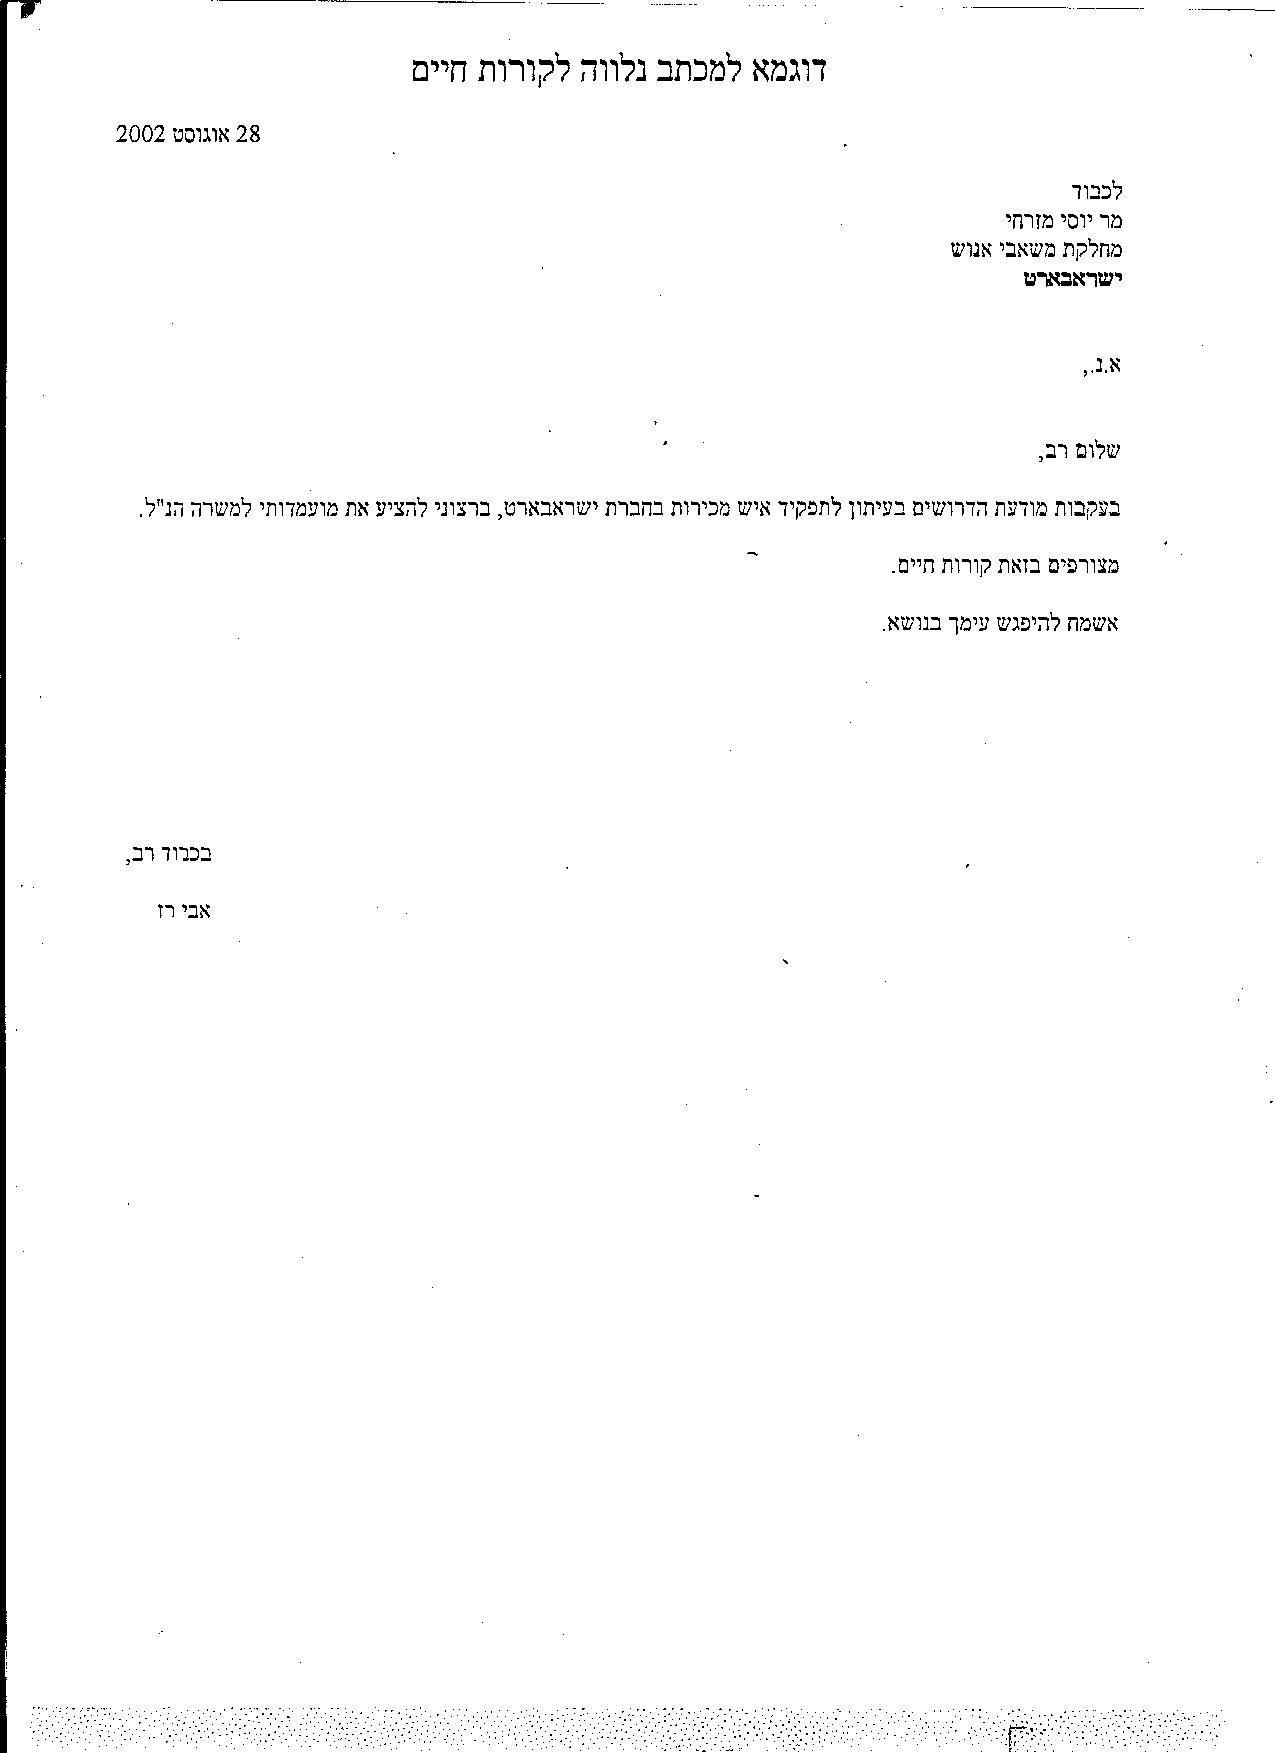 דוגמא למכתב נלווה לקורות חיים
28 אוגוסט 2002
לכבוד
מר יוסי מזרחי
מחלקת משאבי אנוש
ישראבארט
א.נ.,
שלום רב,
בעקבות מודעת הדרושים בעיתון לתפקיד איש מכירות בחברת ישראבארט, ברצוני להציע את מועמדותי למשרה הנ"ל.
מצורפים בזאת קורות חיים.
אשמח להיפגש עימך בנושא.
בכבוד רב,
אבי רז